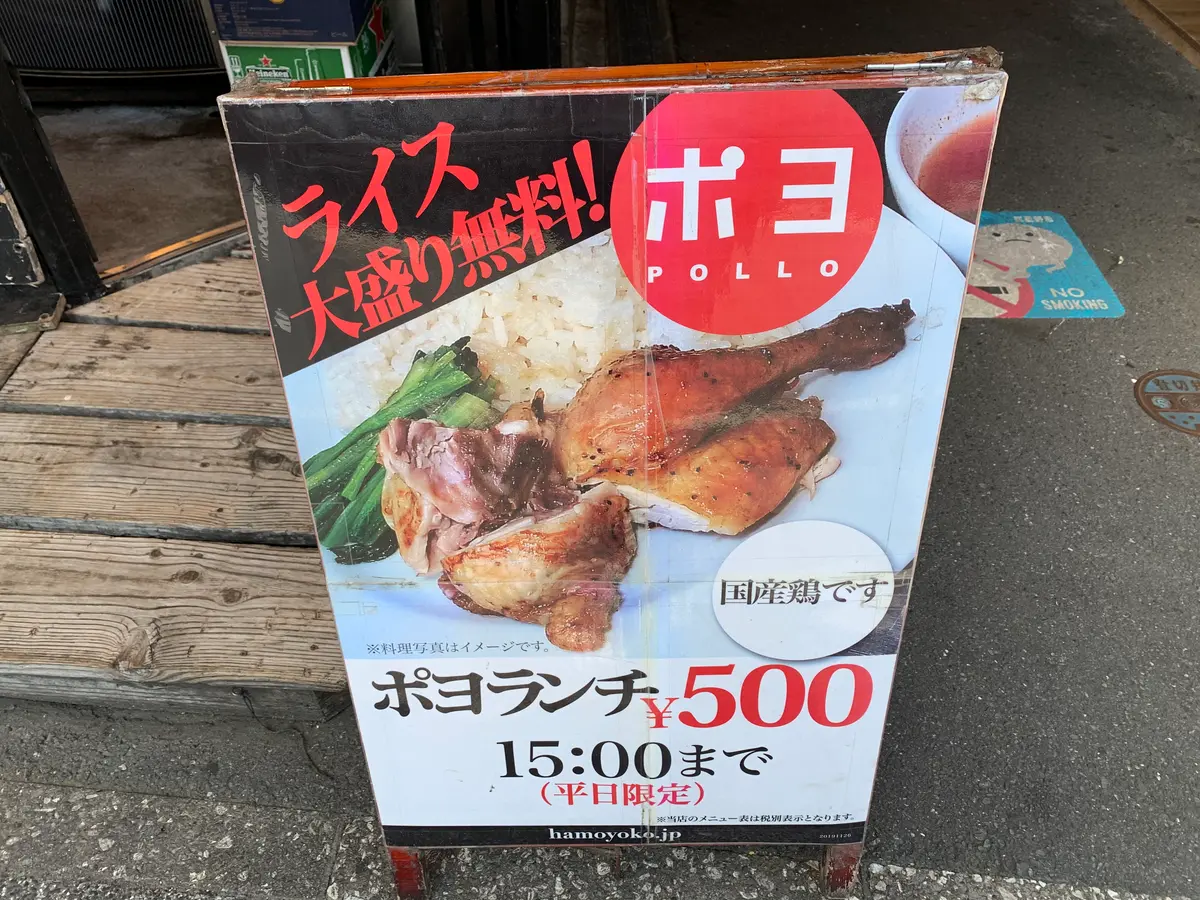 Heineken
ライス
大盛り無料!
ポヨ
POLLO
NO
SMOKING
国産鶏です
※料理写真はイメージです。
ポヨランチ¥500
15:00まで
(平日限定)
※当店のメニュー表は税別表示となります。
hamoyoko.jp